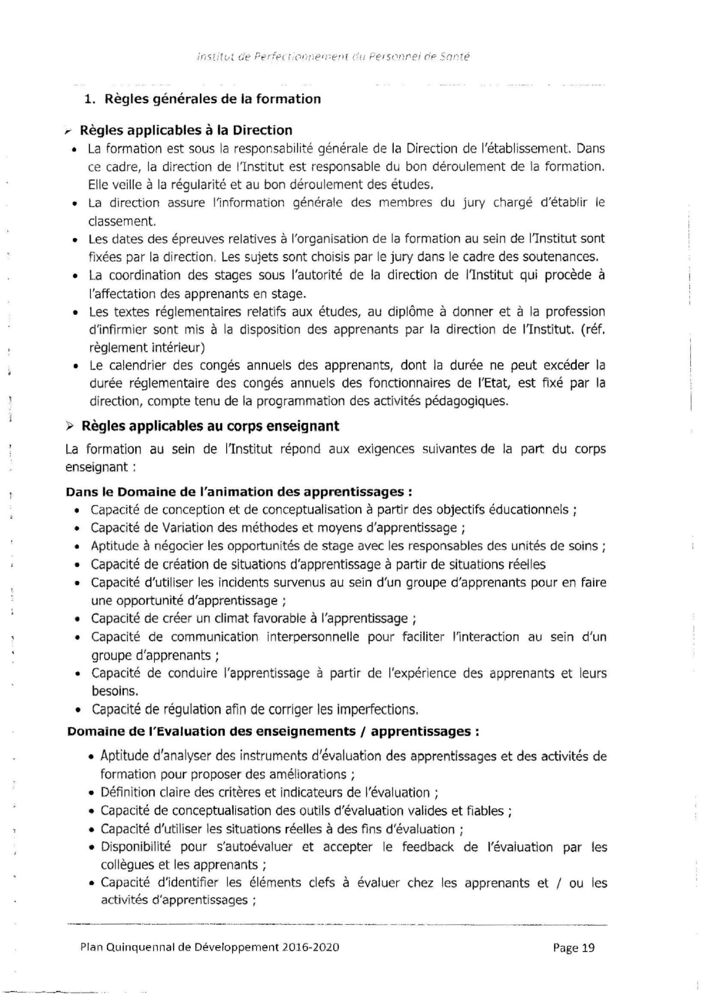 Institut de Perfectionnement du Personnel de Santé
1. Règles générales de la formation
➢ Règles applicables à la Direction
• La formation est sous la responsabilité générale de la Direction de l'établissement. Dans
ce cadre, la direction de l'Institut est responsable du bon déroulement de la formation.
Elle veille à la régularité et au bon déroulement des études.
• La direction assure l'information générale des membres du jury chargé d'établir le
classement.
• Les dates des épreuves relatives à l'organisation de la formation au sein de l'Institut sont
fixées par la direction. Les sujets sont choisis par le jury dans le cadre des soutenances.
• La coordination des stages sous l'autorité de la direction de l'Institut qui procède à
l'affectation des apprenants en stage.
• Les textes réglementaires relatifs aux études, au diplôme à donner et à la profession
d'infirmier sont mis à la disposition des apprenants par la direction de l'Institut. (réf.
règlement intérieur)
• Le calendrier des congés annuels des apprenants, dont la durée ne peut excéder la
durée réglementaire des congés annuels des fonctionnaires de l'Etat, est fixé par la
direction, compte tenu de la programmation des activités pédagogiques.
➢ Règles applicables au corps enseignant
La formation au sein de l'Institut répond aux exigences suivantes de la part du corps
enseignant :
Dans le Domaine de l'animation des apprentissages :
• Capacité de conception et de conceptualisation à partir des objectifs éducationnels ;
• Capacité de Variation des méthodes et moyens d'apprentissage ;
• Aptitude à négocier les opportunités de stage avec les responsables des unités de soins ;
• Capacité de création de situations d'apprentissage à partir de situations réelles
• Capacité d'utiliser les incidents survenus au sein d'un groupe d'apprenants pour en faire
une opportunité d'apprentissage ;
• Capacité de créer un climat favorable à l'apprentissage ;
• Capacité de communication interpersonnelle pour faciliter l'interaction au sein d'un
groupe d'apprenants ;
• Capacité de conduire l'apprentissage à partir de l'expérience des apprenants et leurs
besoins.
• Capacité de régulation afin de corriger les imperfections.
Domaine de l'Evaluation des enseignements / apprentissages :
• Aptitude d'analyser des instruments d'évaluation des apprentissages et des activités de
formation pour proposer des améliorations ;
• Définition claire des critères et indicateurs de l'évaluation ;
• Capacité de conceptualisation des outils d'évaluation valides et fiables ;
• Capacité d'utiliser les situations réelles à des fins d'évaluation ;
• Disponibilité pour s'autoévaluer et accepter le feedback de l'évaluation par les
collègues et les apprenants ;
• Capacité d'identifier les éléments clefs à évaluer chez les apprenants et / ou les
activités d'apprentissages ;
Plan Quinquennal de Développement 2016-2020 Page 19